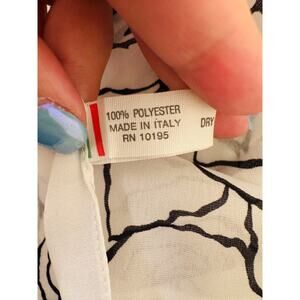 100% POLYESTER
MADE IN ITALY
RN 10195
DRY